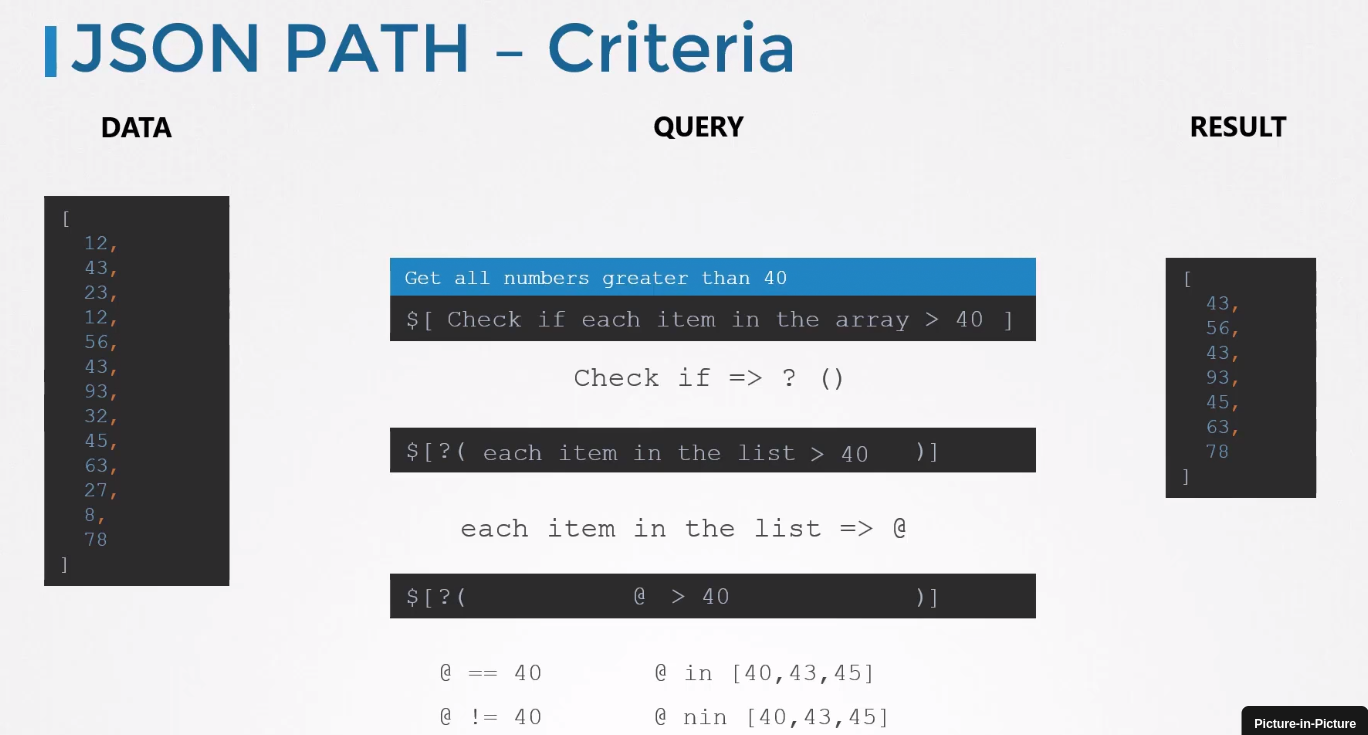 JSON PATH – Criteria
DATA
QUERY
RESULT
[
12,
43,
23,
12,
56,
43,
93,
32,
45,
63,
27,
8,
78
]
Get all numbers greater than 40
$[ Check if each item in the array > 40 ]
Check if => ? ()
$[?( each item in the list > 40 )]
each item in the list => @
$[?( @ > 40 )]
@ == 40 @ in [40,43,45]
@ != 40 @ nin [40,43,45]
[
43,
56,
43,
93,
45,
63,
78
]
Picture-in-Picture